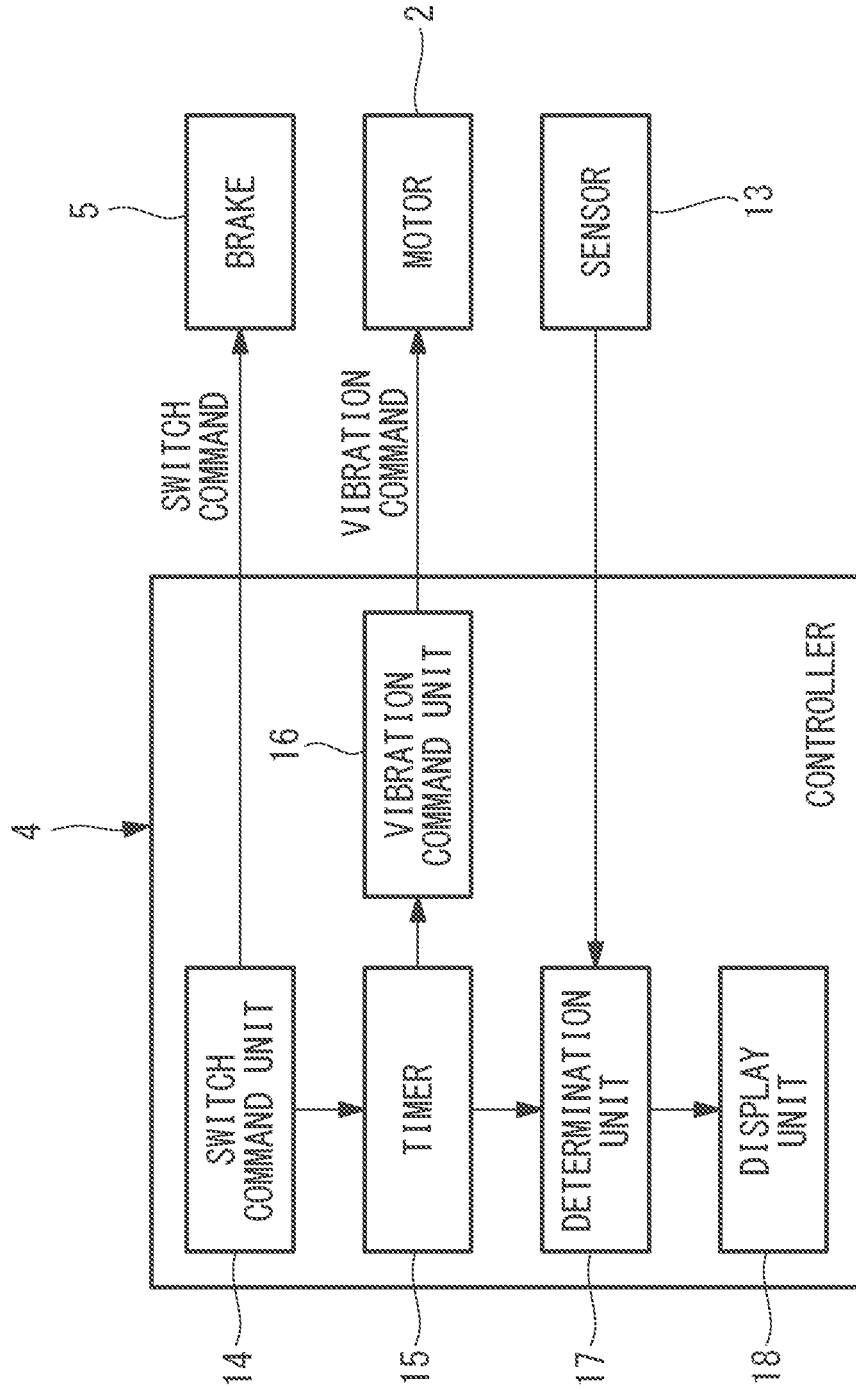 4
5
2
13
14
15
16
17
18
SWITCH
COMMAND UNIT
TIMER
DETERMINATION
UNIT
DISPLAY
UNIT
VIBRATION
COMMAND UNIT
CONTROLLER
SWITCH
COMMAND
VIBRATION
COMMAND
BRAKE
MOTOR
SENSOR